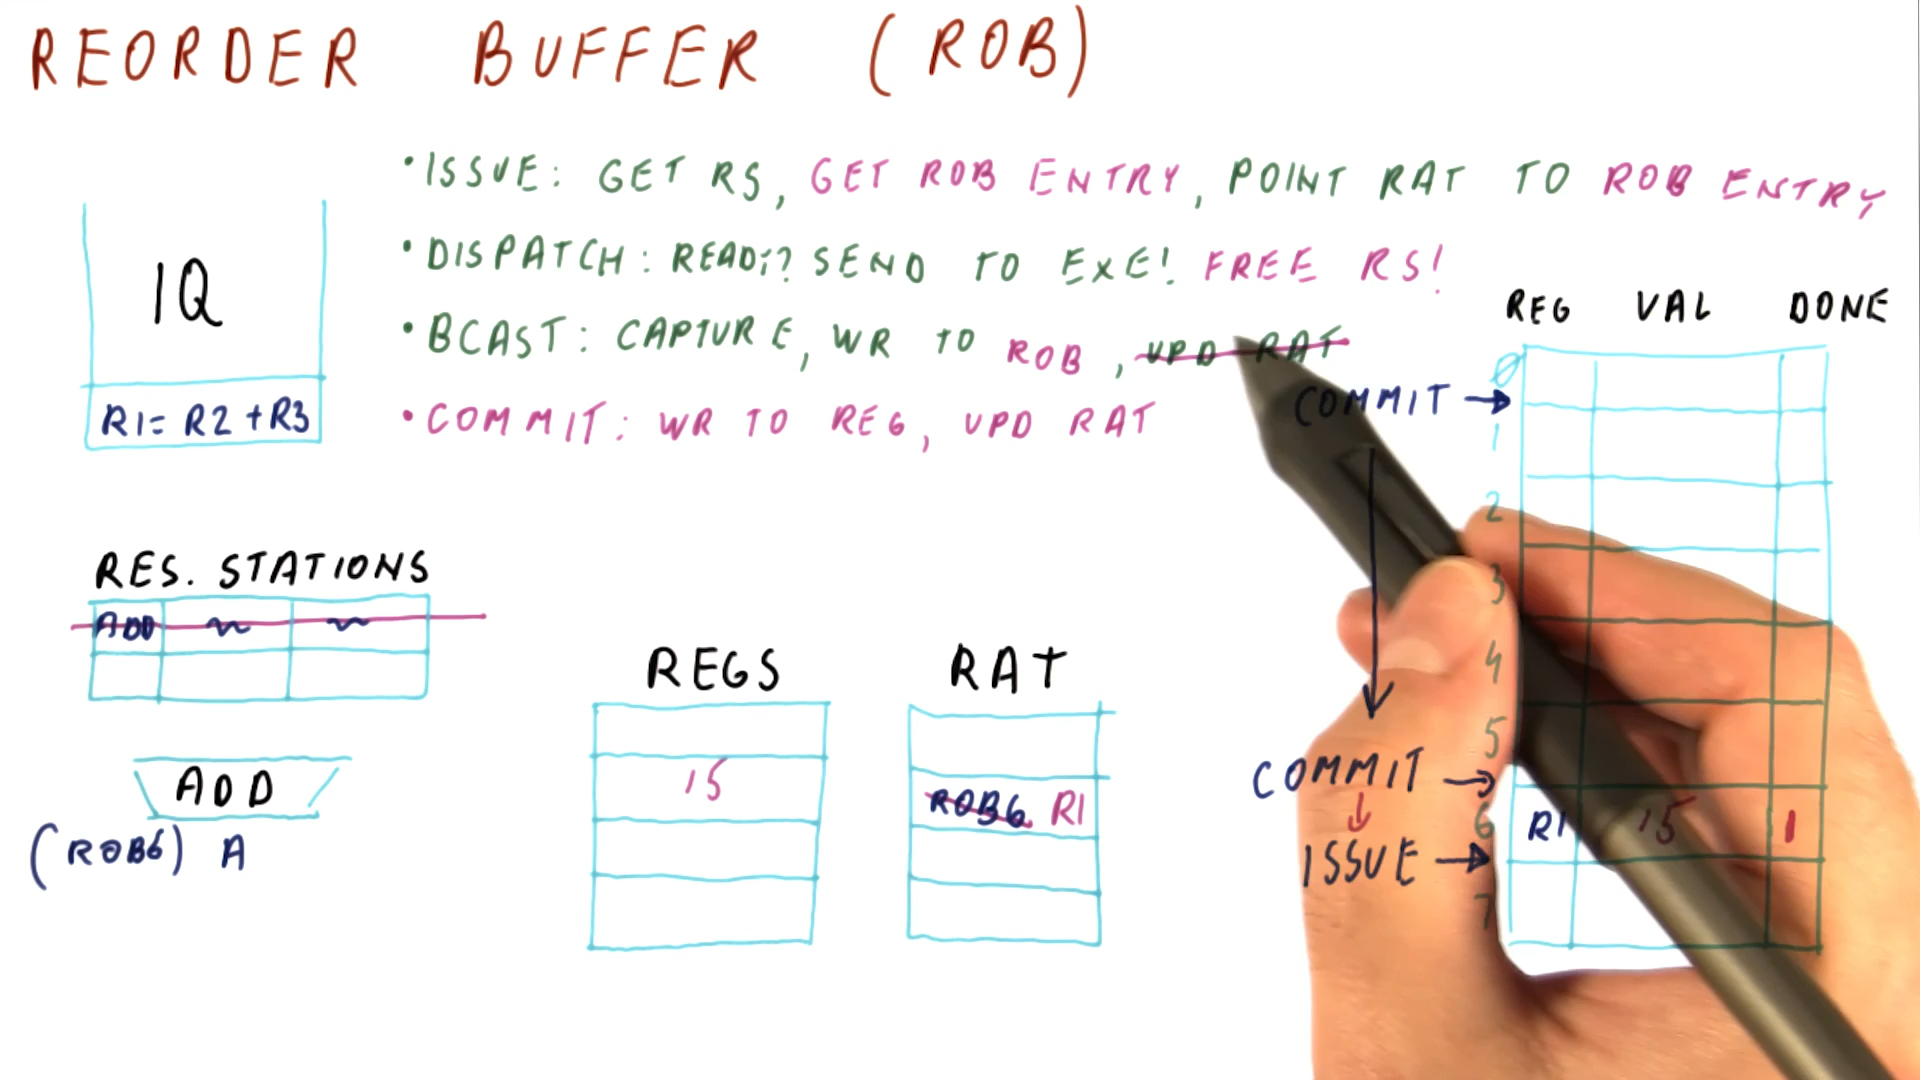 REORDER BUFFER (ROB)
• ISSUE: GET RS, GET ROB ENTRY, POINT RAT TO ROB ENTRY
• DISPATCH: READY? SEND TO EXE! FREE RS!
• BCAST: CAPTURE, WR TO ROB, UPD RAT
• COMMIT: WR TO REG, UPD RAT
IQ
R1= R2 +R3
RES. STATIONS
ADD
ADD
(ROB6) A
REGS
15
RAT
ROB6 R1
REG VAL DONE
COMMIT →
0
1
2
3
4
5
COMMIT →
6 R1 15 1
ISSUE →
7